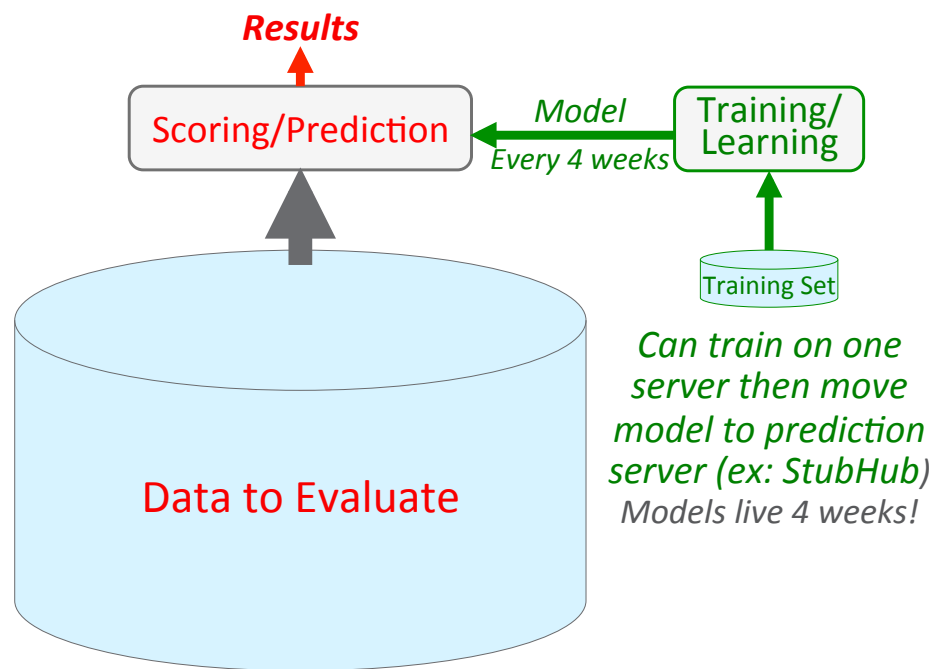 Results
Scoring/Prediction
Model
Every 4 weeks
Training/
Learning
Training Set
Can train on one
server then move
model to prediction
server (ex: StubHub)
Models live 4 weeks!
Data to Evaluate